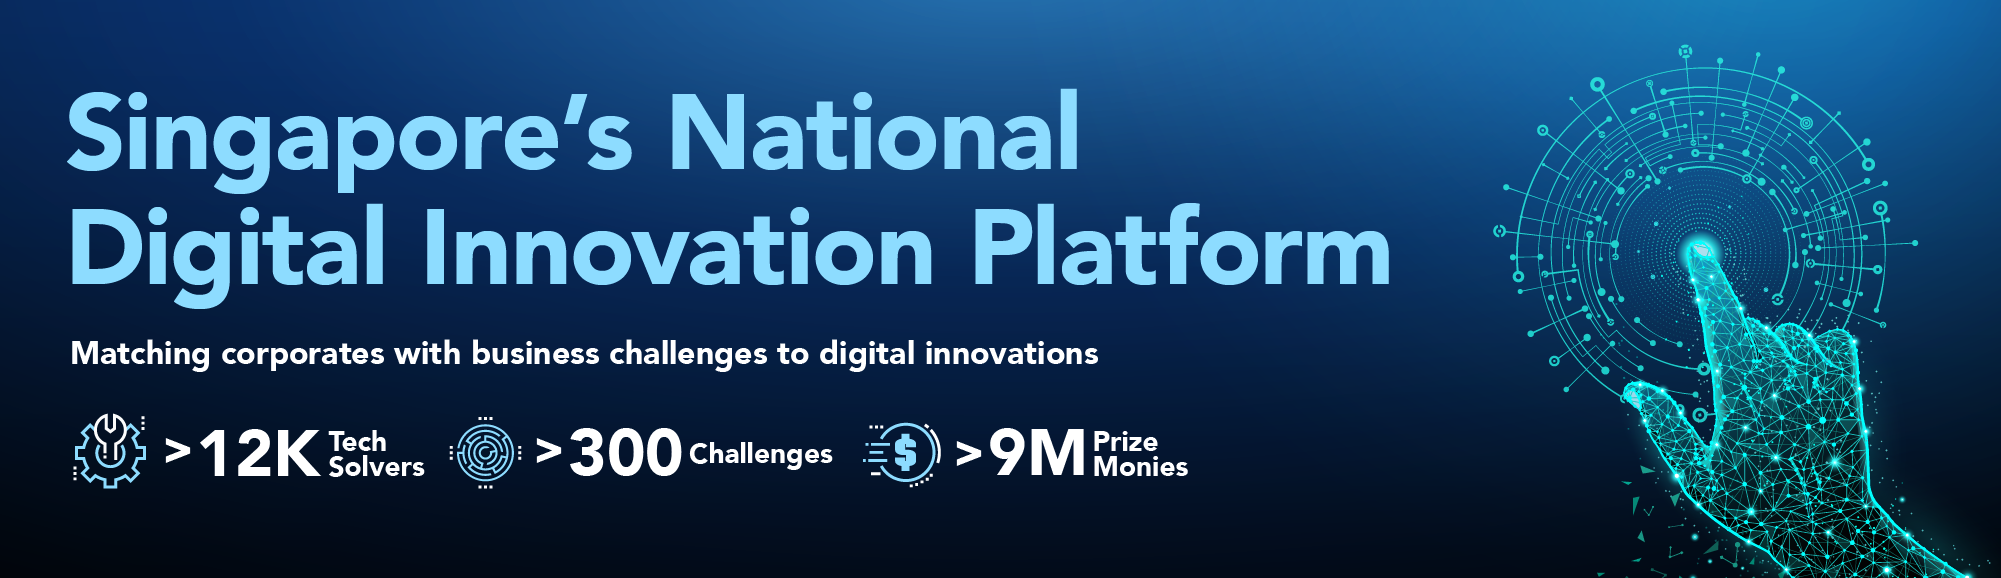 Singapore’s National
Digital Innovation Platform
Matching corporates with business challenges to digital innovations
>12K Tech Solvers
>300 Challenges
>9M Prize Monies